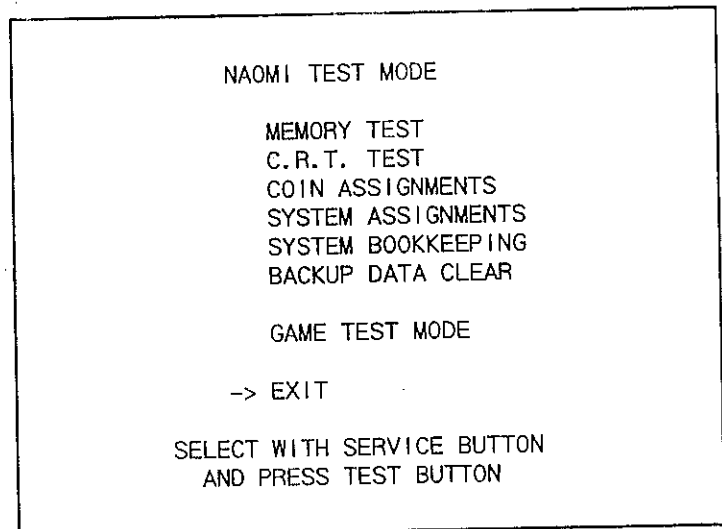 NAOMI TEST MODE
MEMORY TEST
C.R.T. TEST
COIN ASSIGNMENTS
SYSTEM ASSIGNMENTS
SYSTEM BOOKKEEPING
BACKUP DATA CLEAR
GAME TEST MODE
-> EXIT
SELECT WITH SERVICE BUTTON
AND PRESS TEST BUTTON